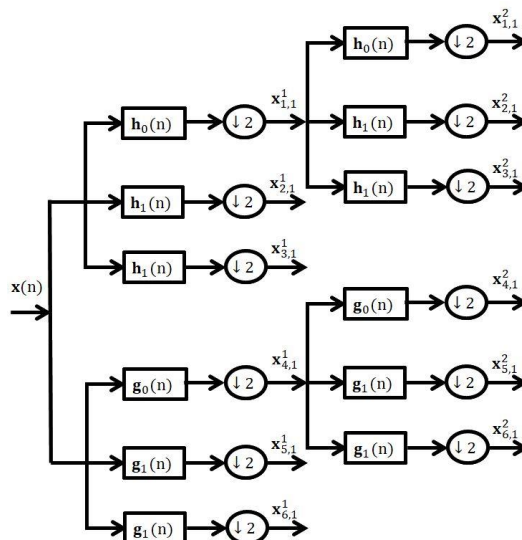 h₀(n) ↓2 x²₁,₁
h₀(n) ↓2 x¹₁,₁ h₁(n) ↓2 x²₂,₁
h₁(n) ↓2 x¹₂,₁ h₁(n) ↓2 x²₃,₁
h₁(n) ↓2 x¹₃,₁
x(n)
g₀(n) ↓2 x²₄,₁
g₀(n) ↓2 x¹₄,₁ g₁(n) ↓2 x²₅,₁
g₁(n) ↓2 x¹₅,₁ g₁(n) ↓2 x²₆,₁
g₁(n) ↓2 x¹₆,₁